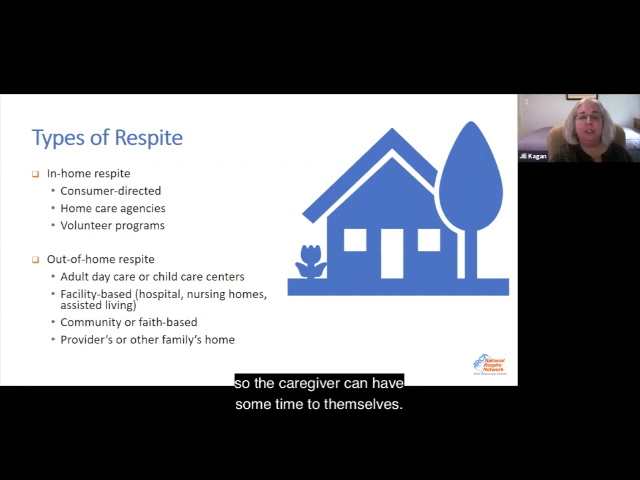 Types of Respite
In-home respite
Consumer-directed
Home care agencies
Volunteer programs
Out-of-home respite
Adult day care or child care centers
Facility-based (hospital, nursing homes,
assisted living)
Community or faith-based
Provider's or other family's home
Jill Kagan
ARCH
National
Respite
Network
so the caregiver can have
some time to themselves.